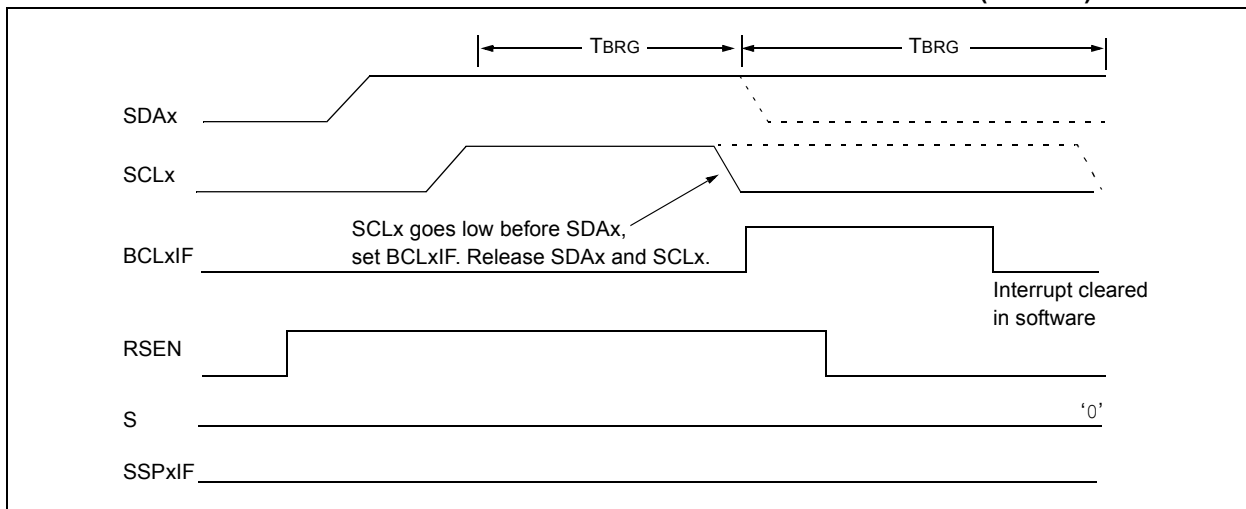 TBRG TBRG
SDAx
SCLx
SCLx goes low before SDAx,
set BCLxIF. Release SDAx and SCLx.
BCLxIF
Interrupt cleared
in software
RSEN
S
‘0’
SSPxIF